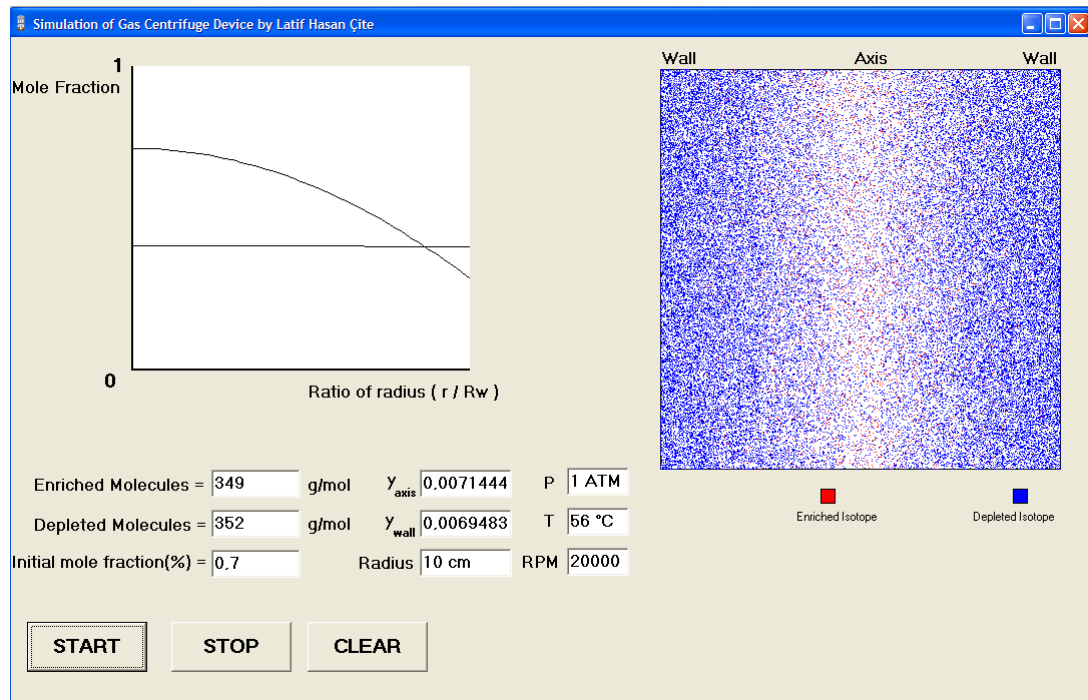 Simulation of Gas Centrifuge Device by Latif Hasan Çite
1
Mole Fraction
0
Ratio of radius ( r / Rw )
Wall Axis Wall
Enriched Isotope Depleted Isotope
Enriched Molecules = 349 g/mol y axis 0,0071444 P 1 ATM
Depleted Molecules = 352 g/mol y wall 0,0069483 T 56 °C
Initial mole fraction(%) = 0,7 Radius 10 cm RPM 20000
START STOP CLEAR